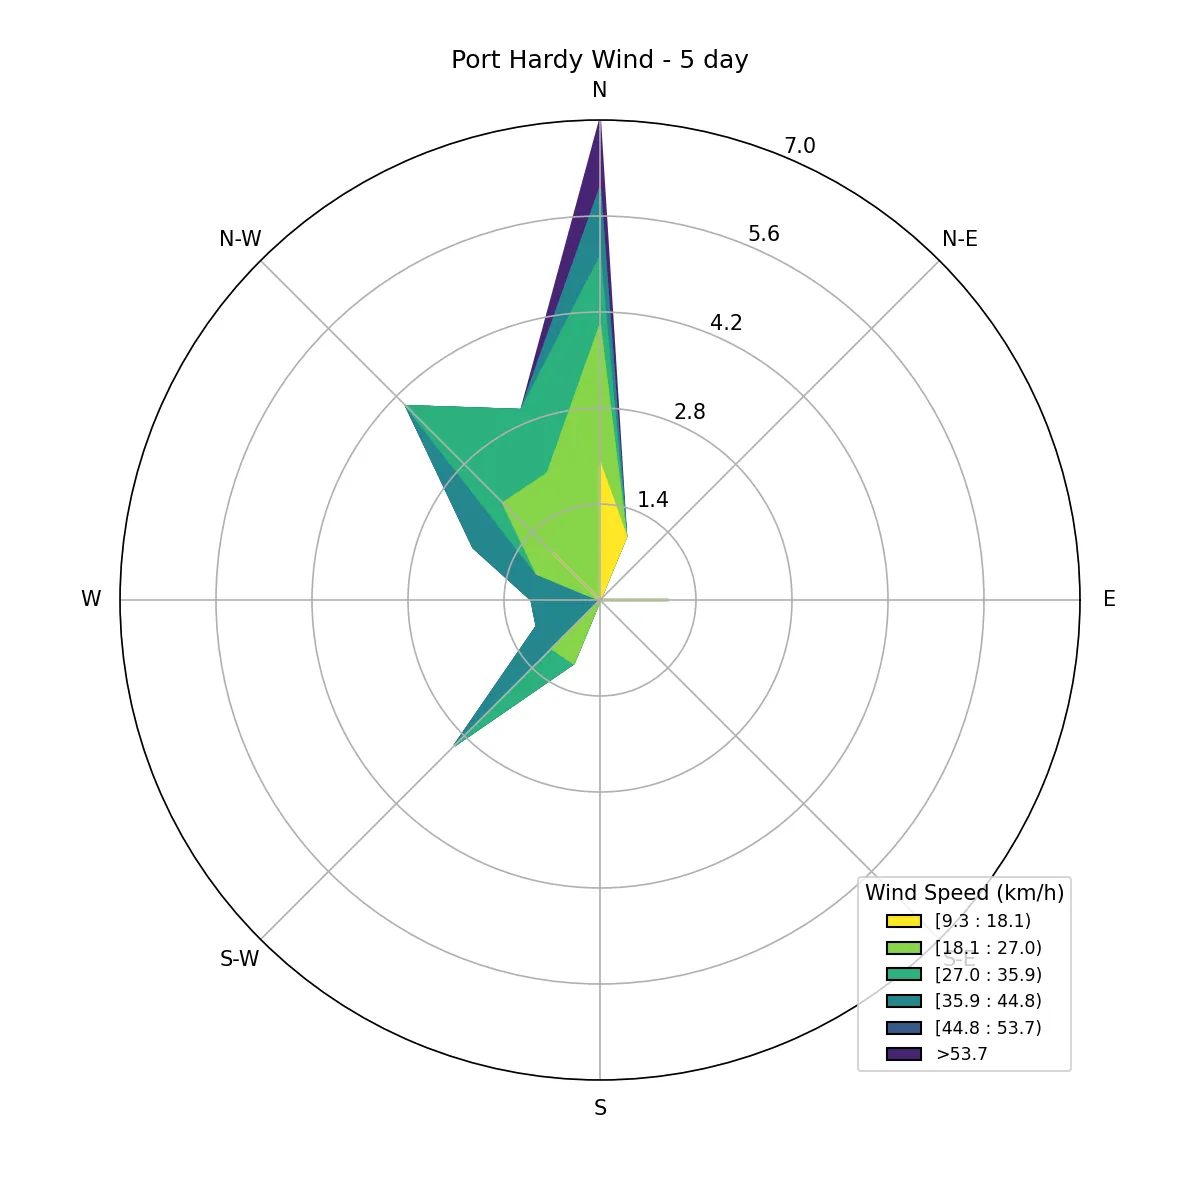 Port Hardy Wind - 5 day
N
7.0
N-W
N-E
5.6
4.2
2.8
1.4
W
E
Wind Speed (km/h)
[9.3 : 18.1)
[18.1 : 27.0)
S-W
S-E
[27.0 : 35.9)
[35.9 : 44.8)
[44.8 : 53.7)
>53.7
S